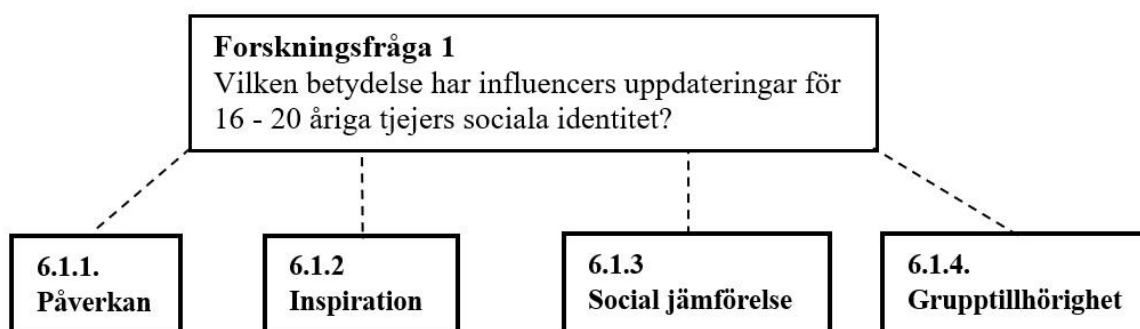 Forskningsfråga 1
Vilken betydelse har influencers uppdateringar för
16 - 20 åriga tjejers sociala identitet?
6.1.1.
Påverkan
6.1.2
Inspiration
6.1.3
Social jämförelse
6.1.4.
Grupptillhörighet